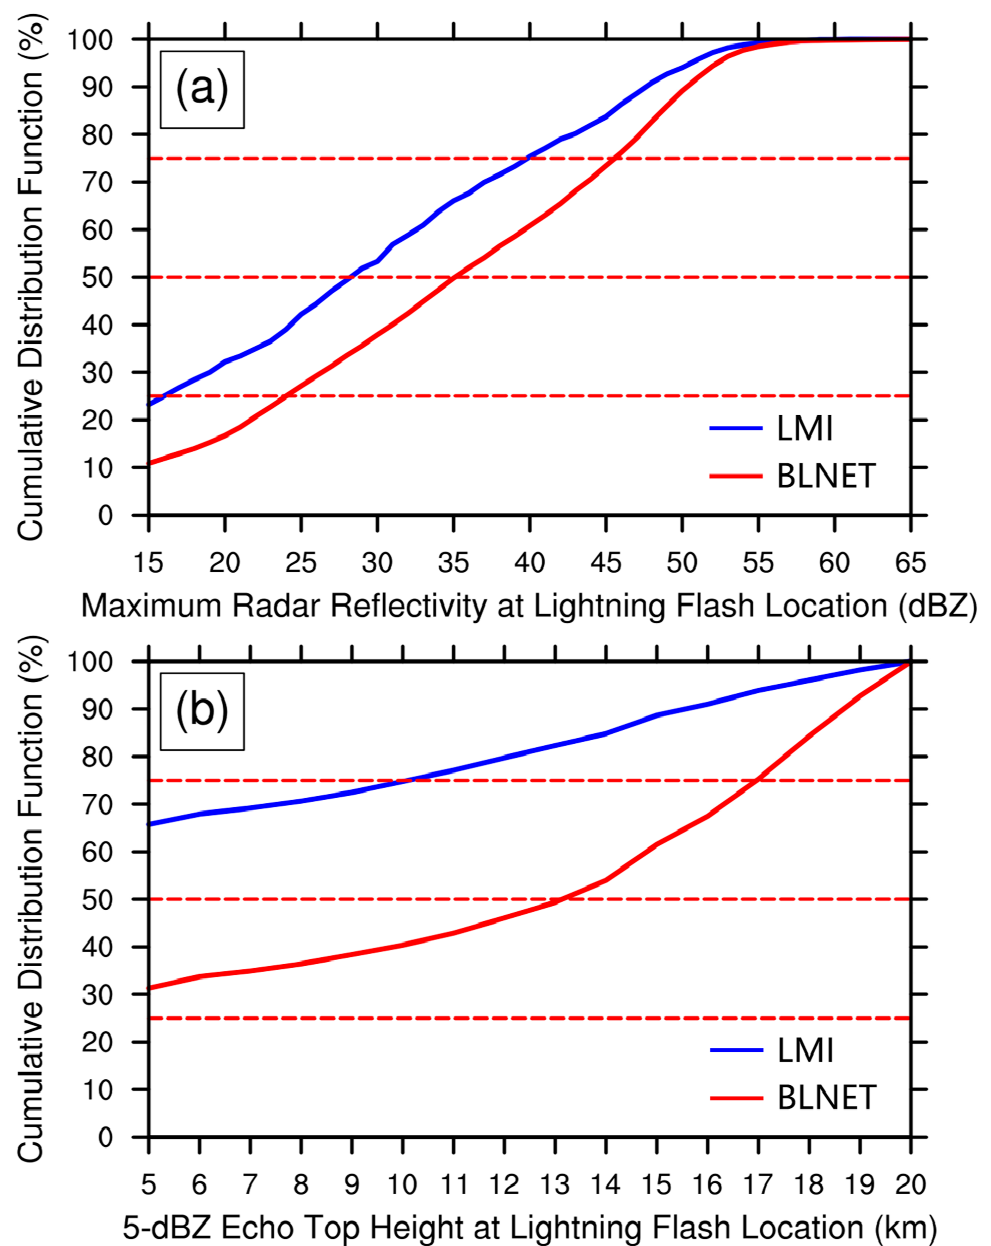 Cumulative Distribution Function (%)
100
90
80
70
60
50
40
30
20
10
0
(a)
LMI
BLNET
15 20 25 30 35 40 45 50 55 60 65
Maximum Radar Reflectivity at Lightning Flash Location (dBZ)
Cumulative Distribution Function (%)
100
90
80
70
60
50
40
30
20
10
0
(b)
LMI
BLNET
5 6 7 8 9 10 11 12 13 14 15 16 17 18 19 20
5-dBZ Echo Top Height at Lightning Flash Location (km)